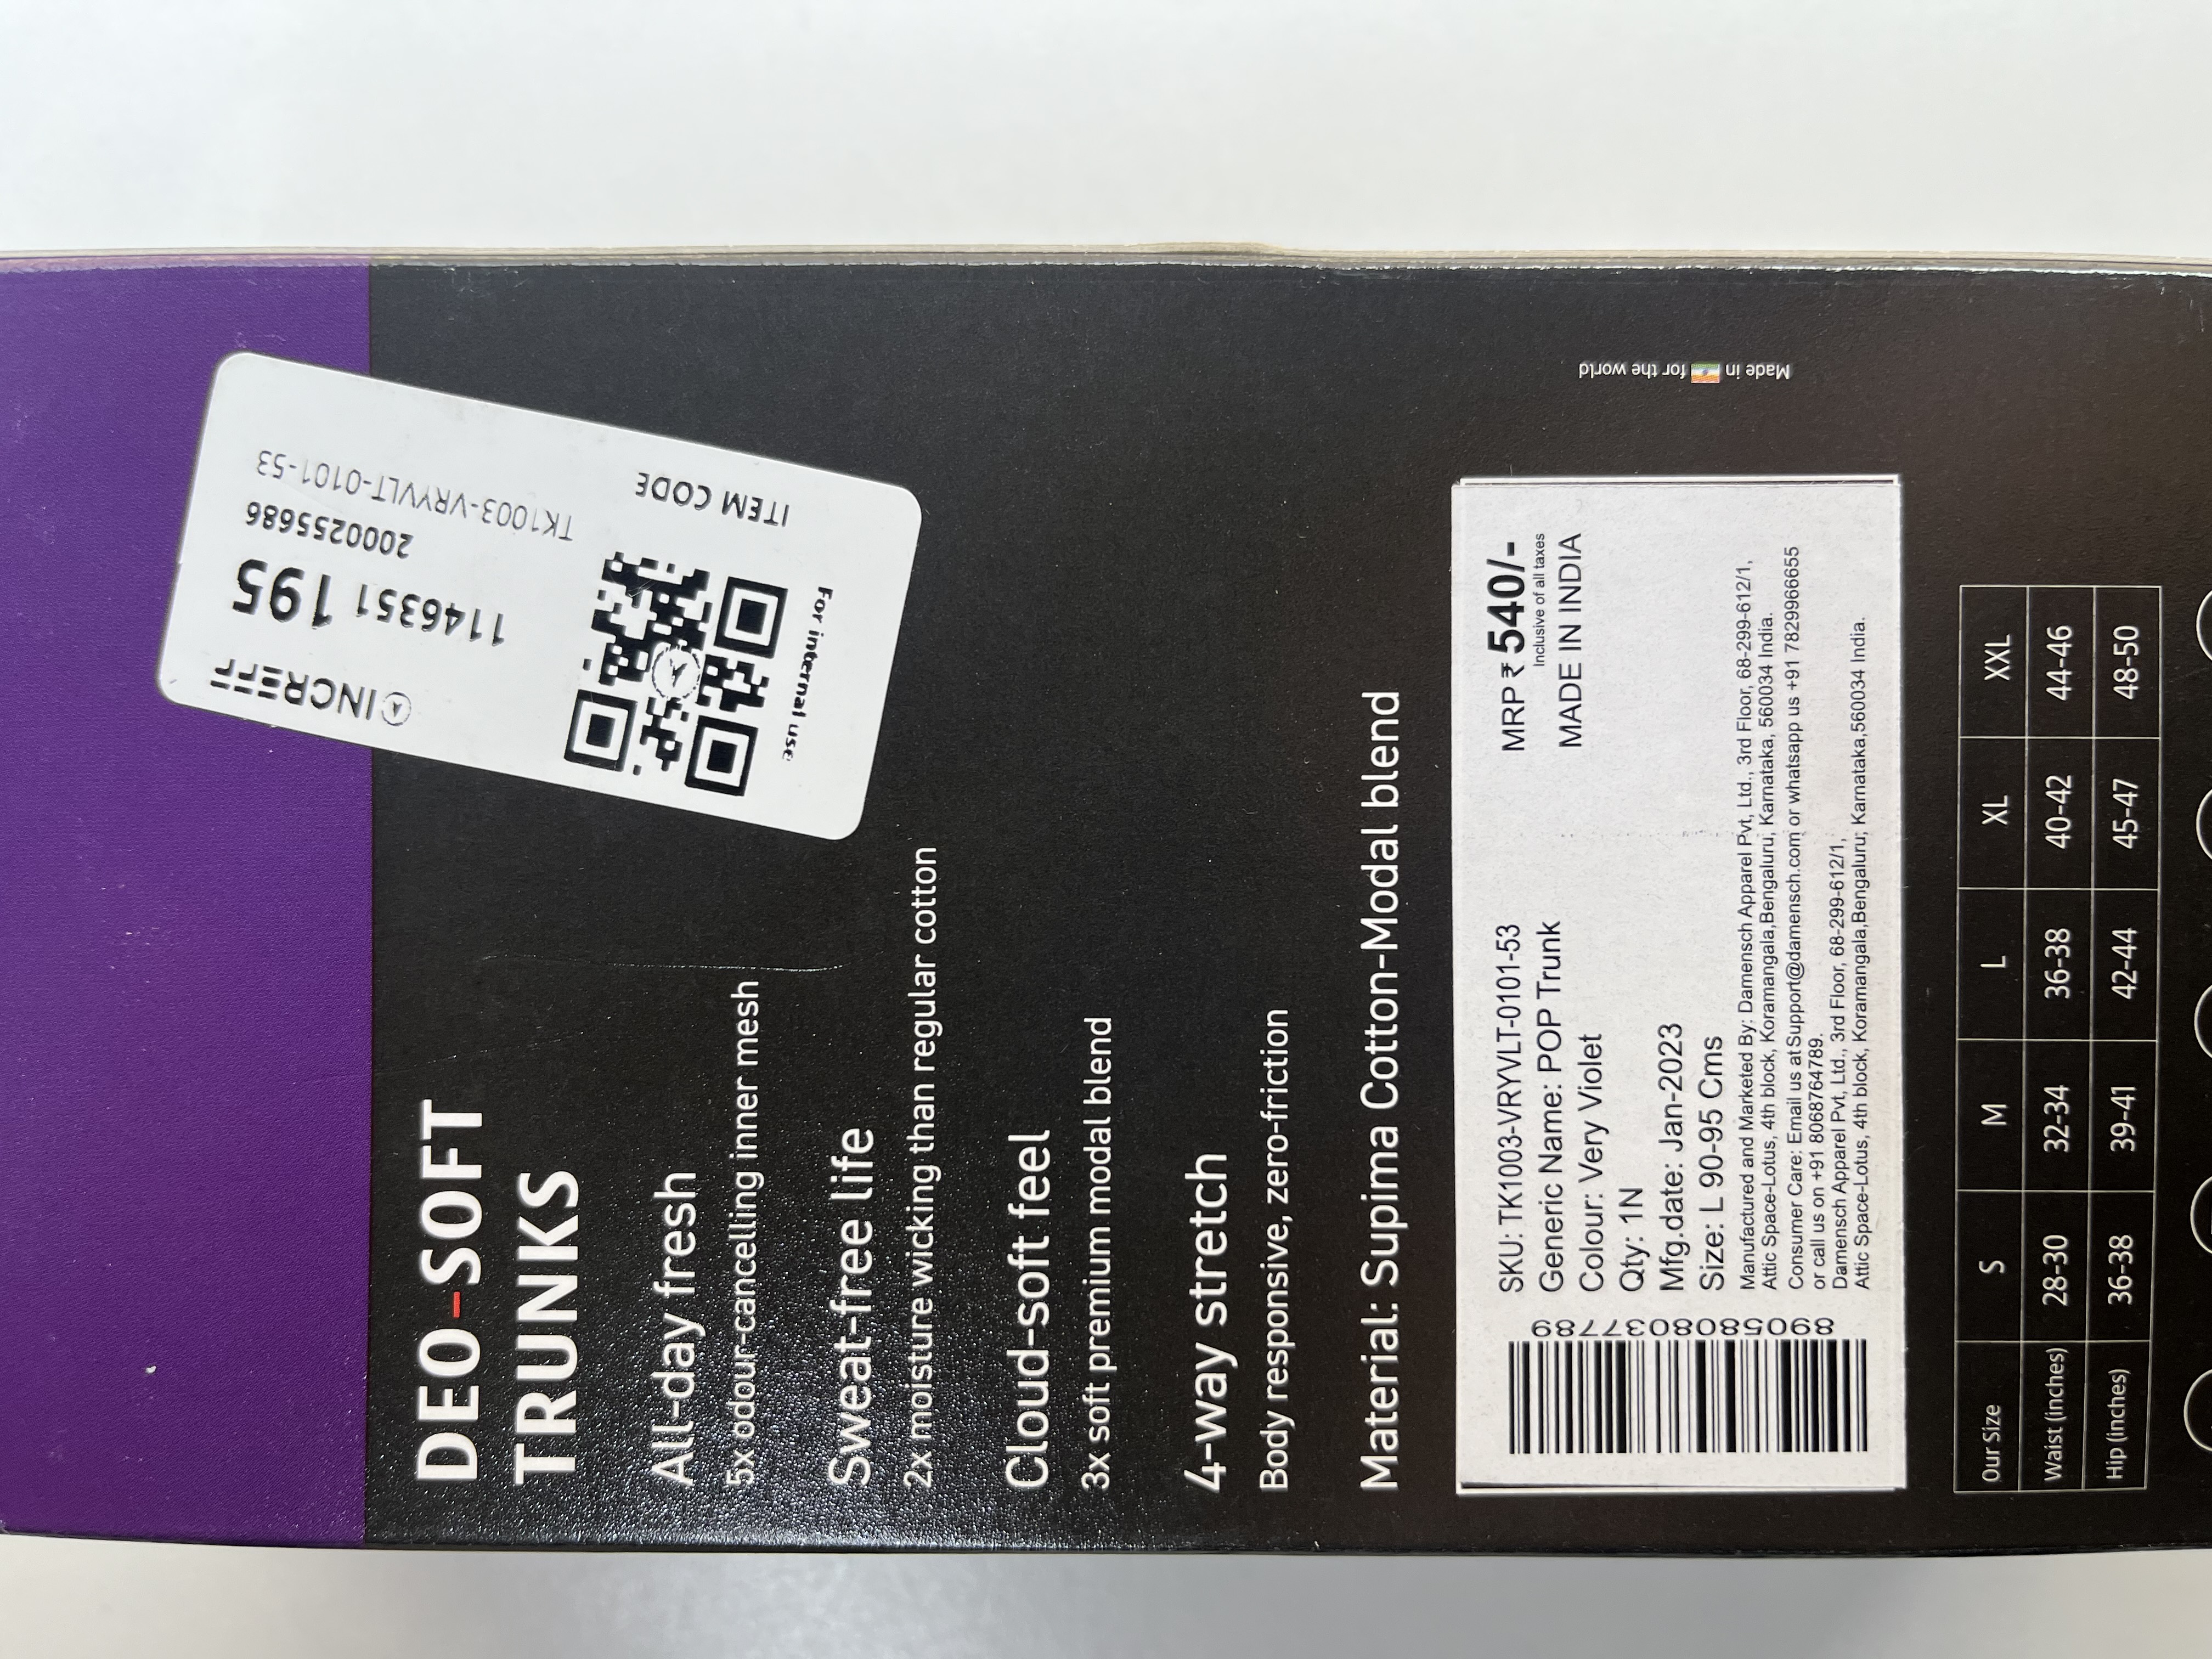 INCREFF
1146351 195
2000255686
TK1003-VRYVLT-0101-53
ITEM CODE
For internal use
DEO-SOFT
TRUNKS
All-day fresh
5x odour-cancelling inner mesh
Sweat-free life
2x moisture wicking than regular cotton
Cloud-soft feel
3x soft premium modal blend
4-way stretch
Body responsive, zero-friction
Material: Supima Cotton-Modal blend
8905808037789
SKU: TK1003-VRYVLT-0101-53
Generic Name: POP Trunk
Colour: Very Violet
Qty: 1N
Mfg.date: Jan-2023
Size: L 90-95 Cms
MRP ₹ 540/-
Inclusive of all taxes
MADE IN INDIA
Manufactured and Marketed By: Damensch Apparel Pvt, Ltd., 3rd Floor, 68-299-612/1,
Attic Space-Lotus, 4th block, Koramangala,Bengaluru, Karnataka, 560034 India.
Consumer Care: Email us at Support@damensch.com or whatsapp us +91 7829966655
or call us on +91 8068764789.
Damensch Apparel Pvt, Ltd., 3rd Floor, 68-299-612/1,
Attic Space-Lotus, 4th block, Koramangala,Bengaluru, Karnataka,560034 India.
Made in for the world
Our Size S M L XL XXL
Waist (inches) 28-30 32-34 36-38 40-42 44-46
Hip (inches) 36-38 39-41 42-44 45-47 48-50